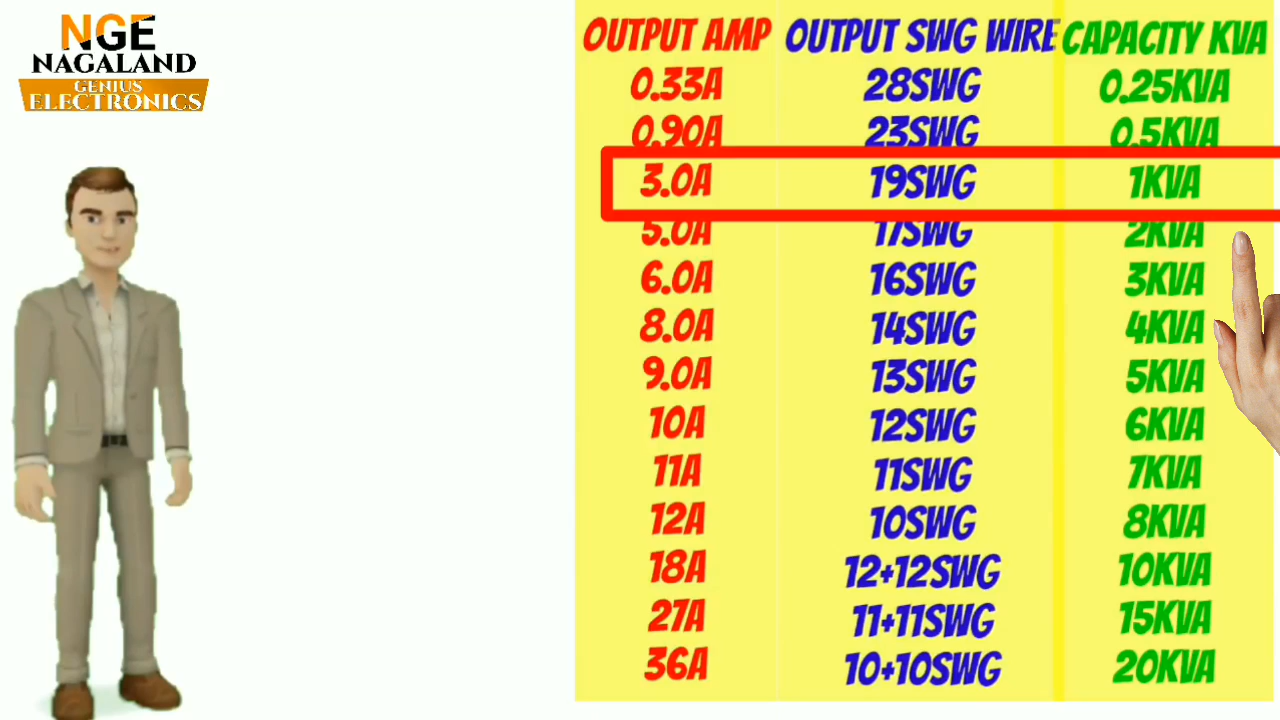 NGE
NAGALAND
GENIUS
ELECTRONICS
OUTPUT AMP OUTPUT SWG WIRE CAPACITY KVA
0.33A 28SWG 0.25KVA
0.90A 23SWG 0.5KVA
3.0A 19SWG 1KVA
5.0A 17SWG 2KVA
6.0A 16SWG 3KVA
8.0A 14SWG 4KVA
9.0A 13SWG 5KVA
10A 12SWG 6KVA
11A 11SWG 7KVA
12A 10SWG 8KVA
18A 12+12SWG 10KVA
27A 11+11SWG 15KVA
36A 10+10SWG 20KVA